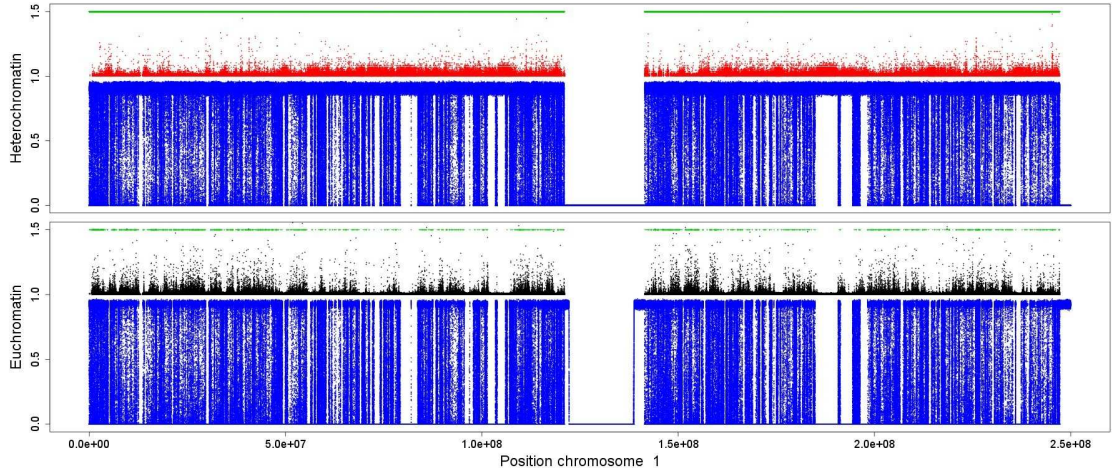 Heterochromatin
1.5
1.0
0.5
0.0
Euchromatin
1.5
1.0
0.5
0.0
0.0e+00
5.0e+07
1.0e+08
1.5e+08
2.0e+08
2.5e+08
Position chromosome 1